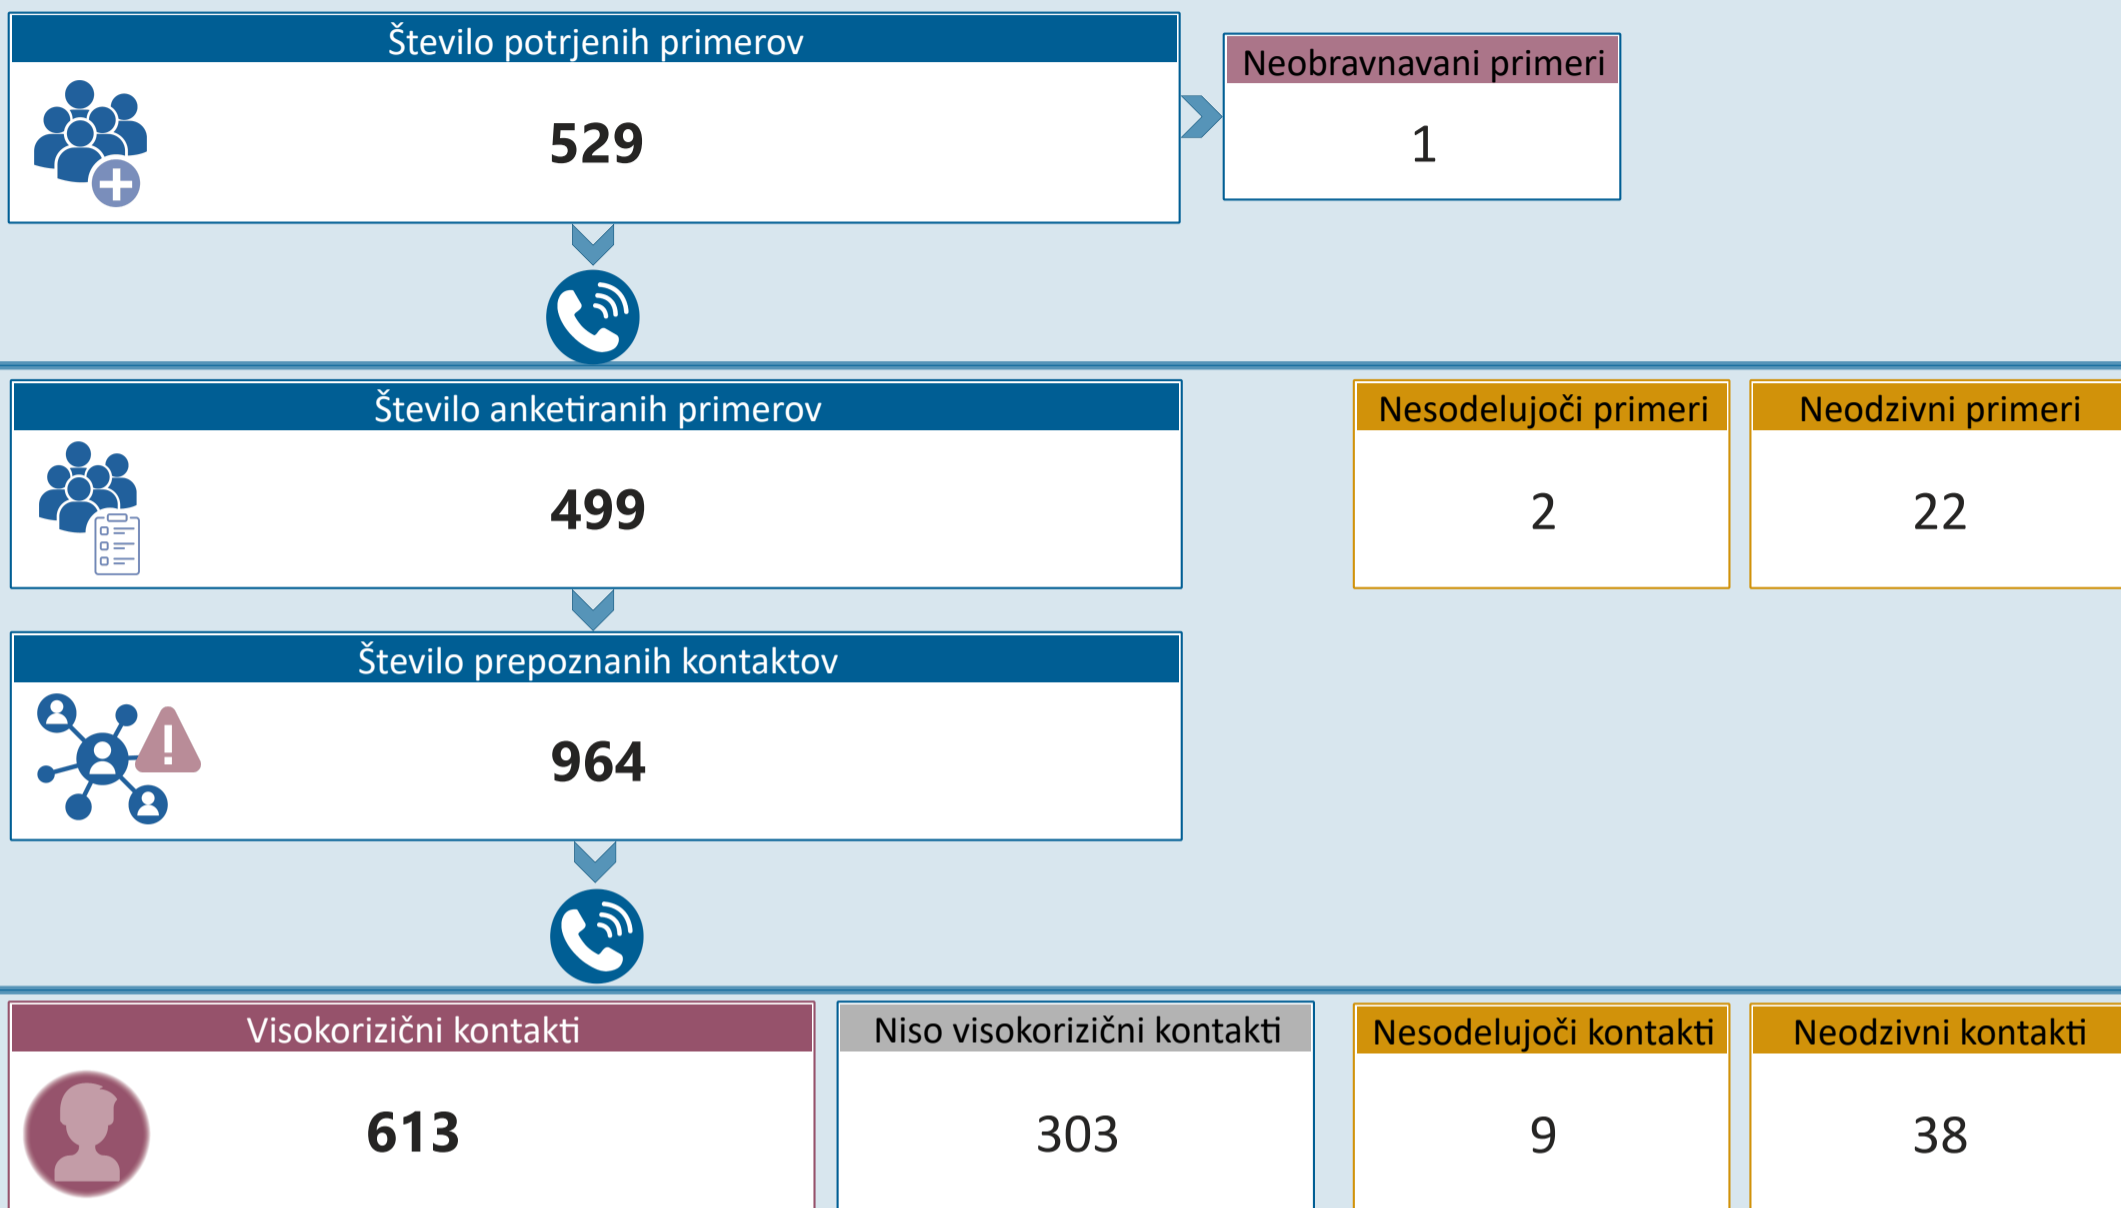 Število potrjenih primerov
529
Neobravnavani primeri
1
Število anketiranih primerov
499
Nesodelujoči primeri
2
Neodzivni primeri
22
Število prepoznanih kontaktov
964
Visokorizični kontakti
613
Niso visokorizični kontakti
303
Nesodelujoči kontakti
9
Neodzivni kontakti
38